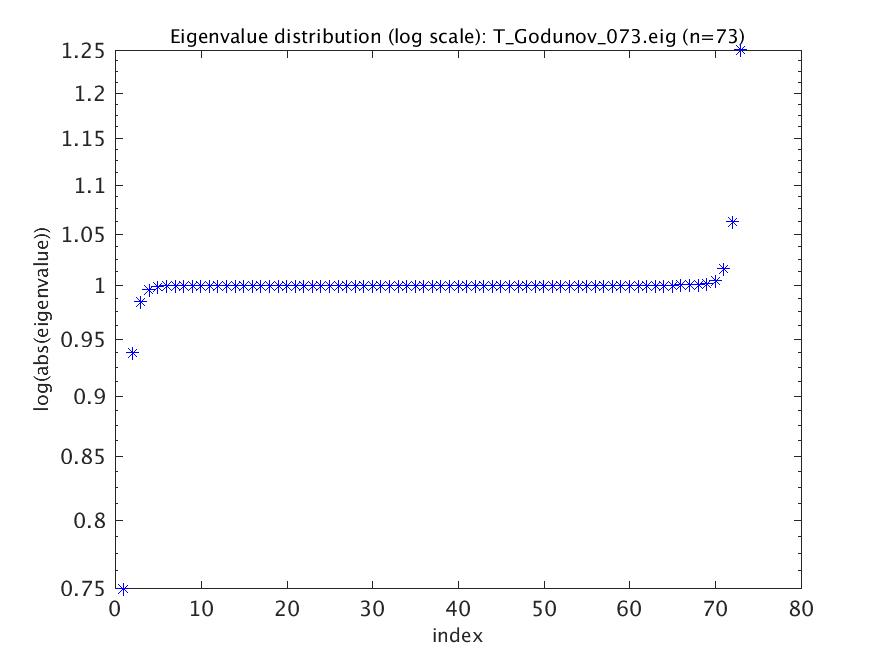 Eigenvalue distribution (log scale): T_Godunov_073.eig (n=73)
1.25
1.2
1.15
1.1
1.05
1
0.95
0.9
0.85
0.8
0.75
log(abs(eigenvalue))
0 10 20 30 40 50 60 70 80
index